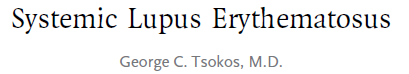 Systemic Lupus Erythematosus
George C. Tsokos, M.D.